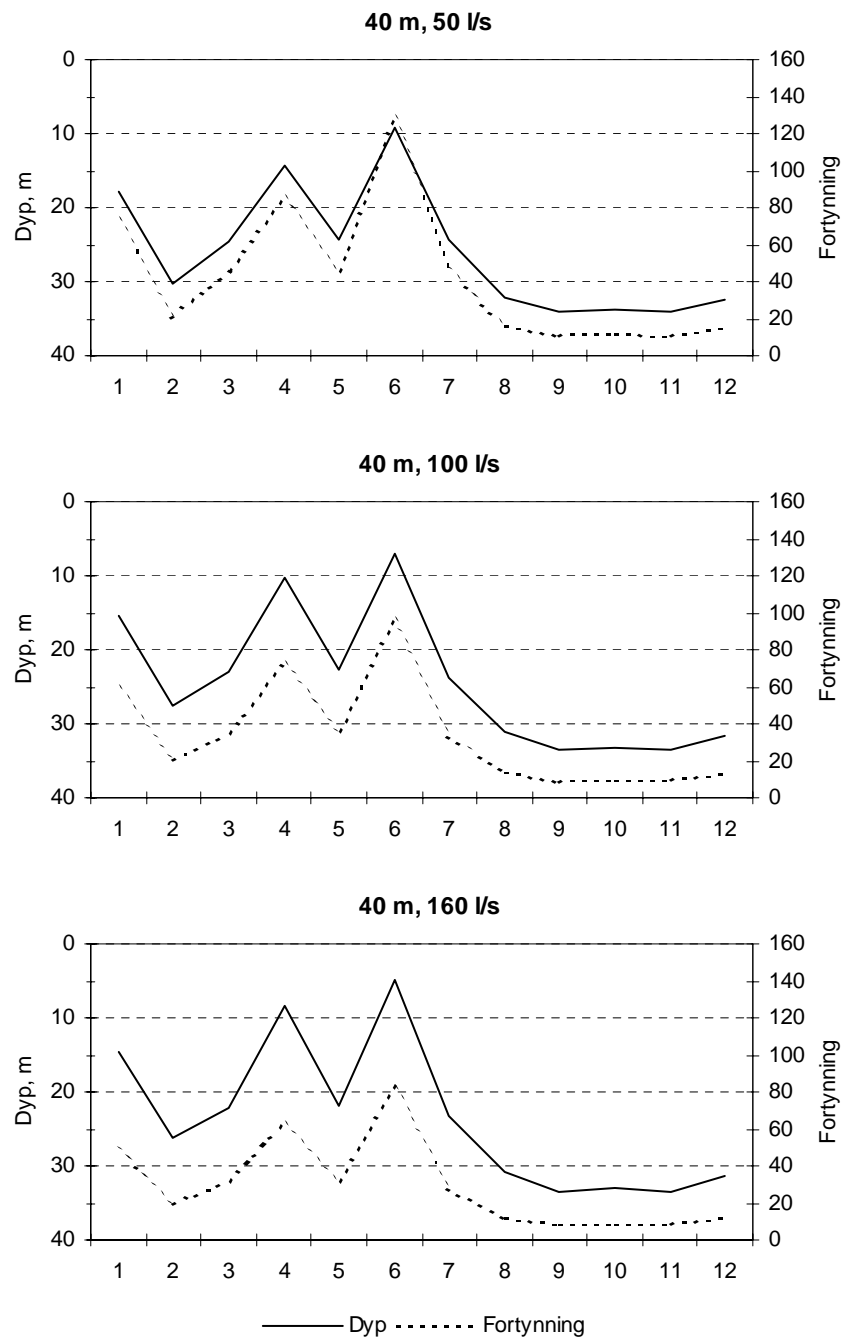 40 m, 50 l/s
0 10 20 30 40
Dyp, m
160 140 120 100 80 60 40 20 0
Fortynning
1 2 3 4 5 6 7 8 9 10 11 12
40 m, 100 l/s
0 10 20 30 40
Dyp, m
160 140 120 100 80 60 40 20 0
Fortynning
1 2 3 4 5 6 7 8 9 10 11 12
40 m, 160 l/s
0 10 20 30 40
Dyp, m
160 140 120 100 80 60 40 20 0
Fortynning
1 2 3 4 5 6 7 8 9 10 11 12
Dyp Fortynning